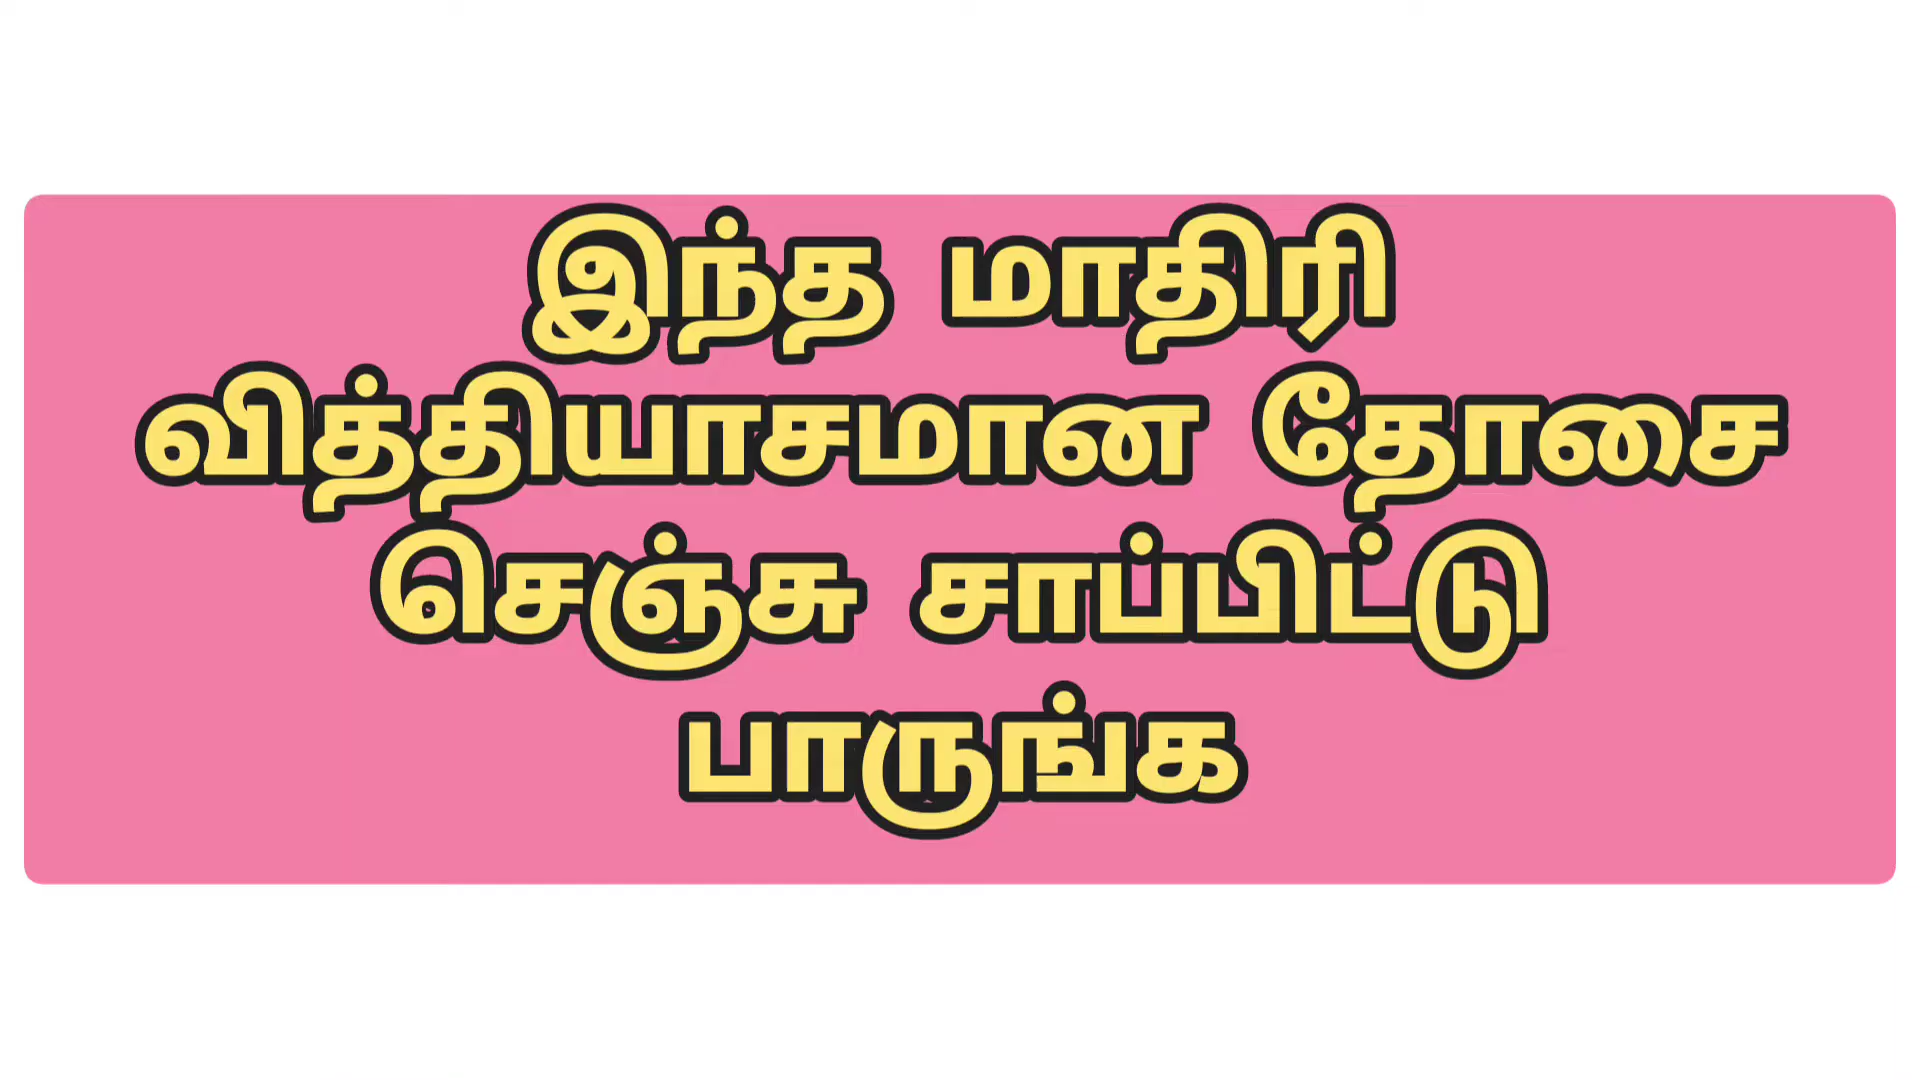 இந்த மாதிரி
வித்தியாசமான தோசை
செஞ்சு சாப்பிட்டு
பாருங்க